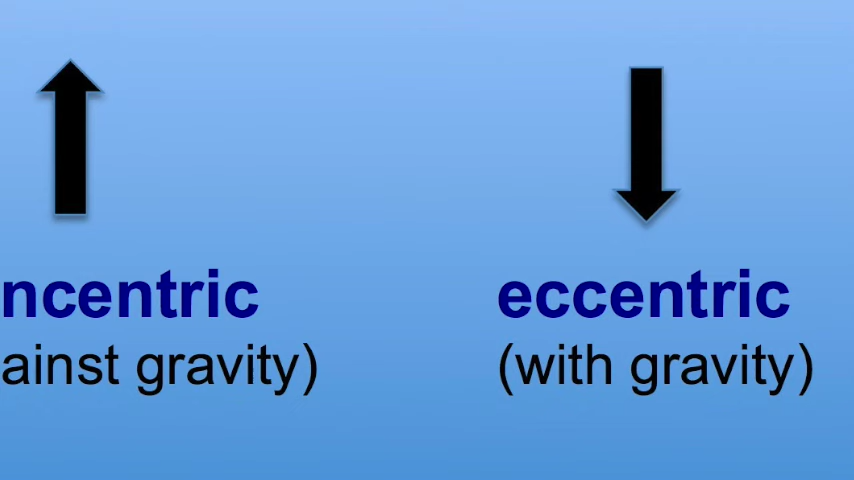 ncentric
ainst gravity)
eccentric
(with gravity)